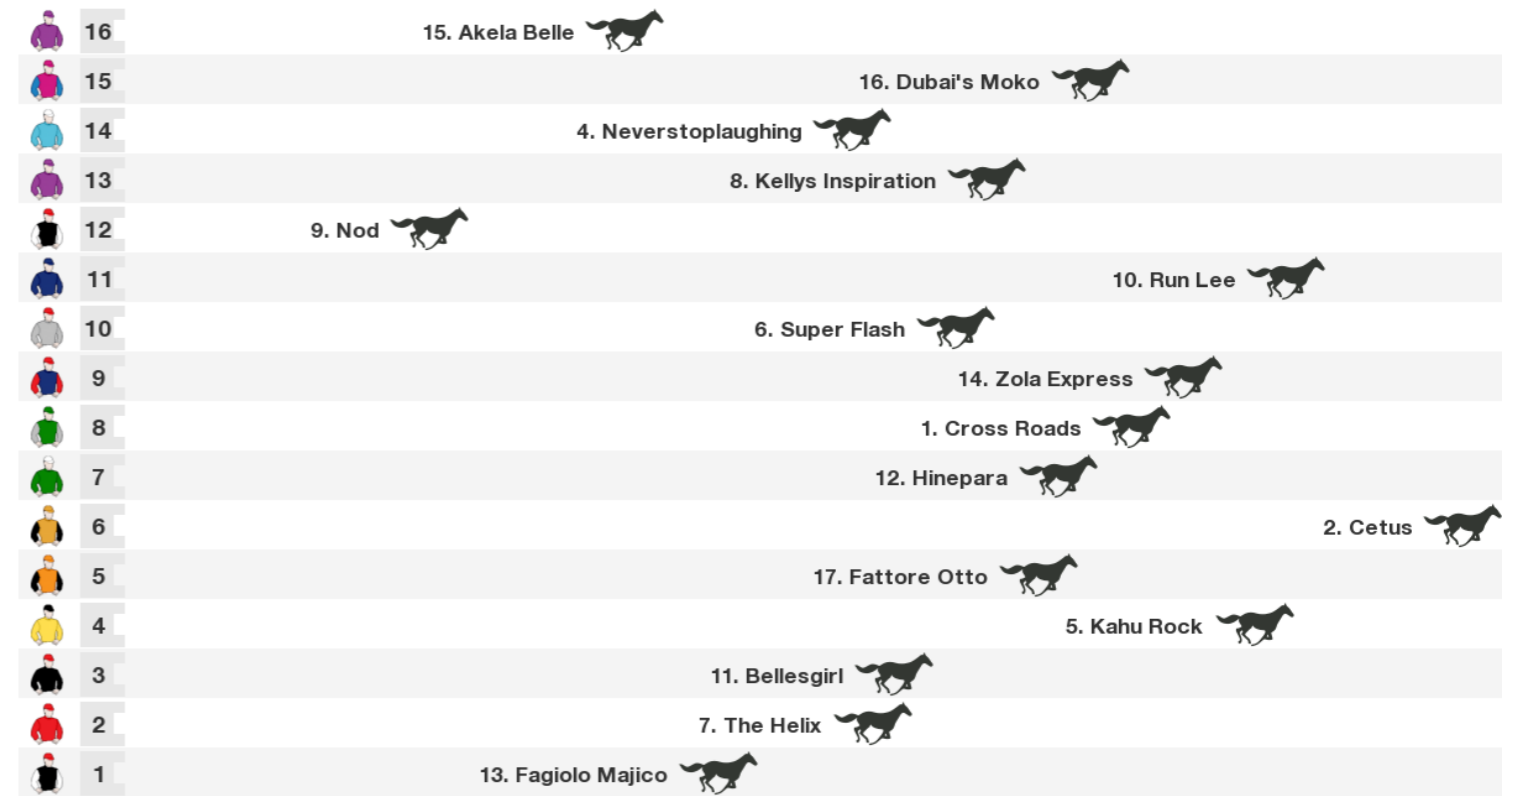 16 15. Akela Belle
15 16. Dubai's Moko
14 4. Neverstoplaughing
13 8. Kellys Inspiration
12 9. Nod
11 10. Run Lee
10 6. Super Flash
9 14. Zola Express
8 1. Cross Roads
7 12. Hinepara
6 2. Cetus
5 17. Fattore Otto
4 5. Kahu Rock
3 11. Bellesgirl
2 7. The Helix
1 13. Fagiolo Majico